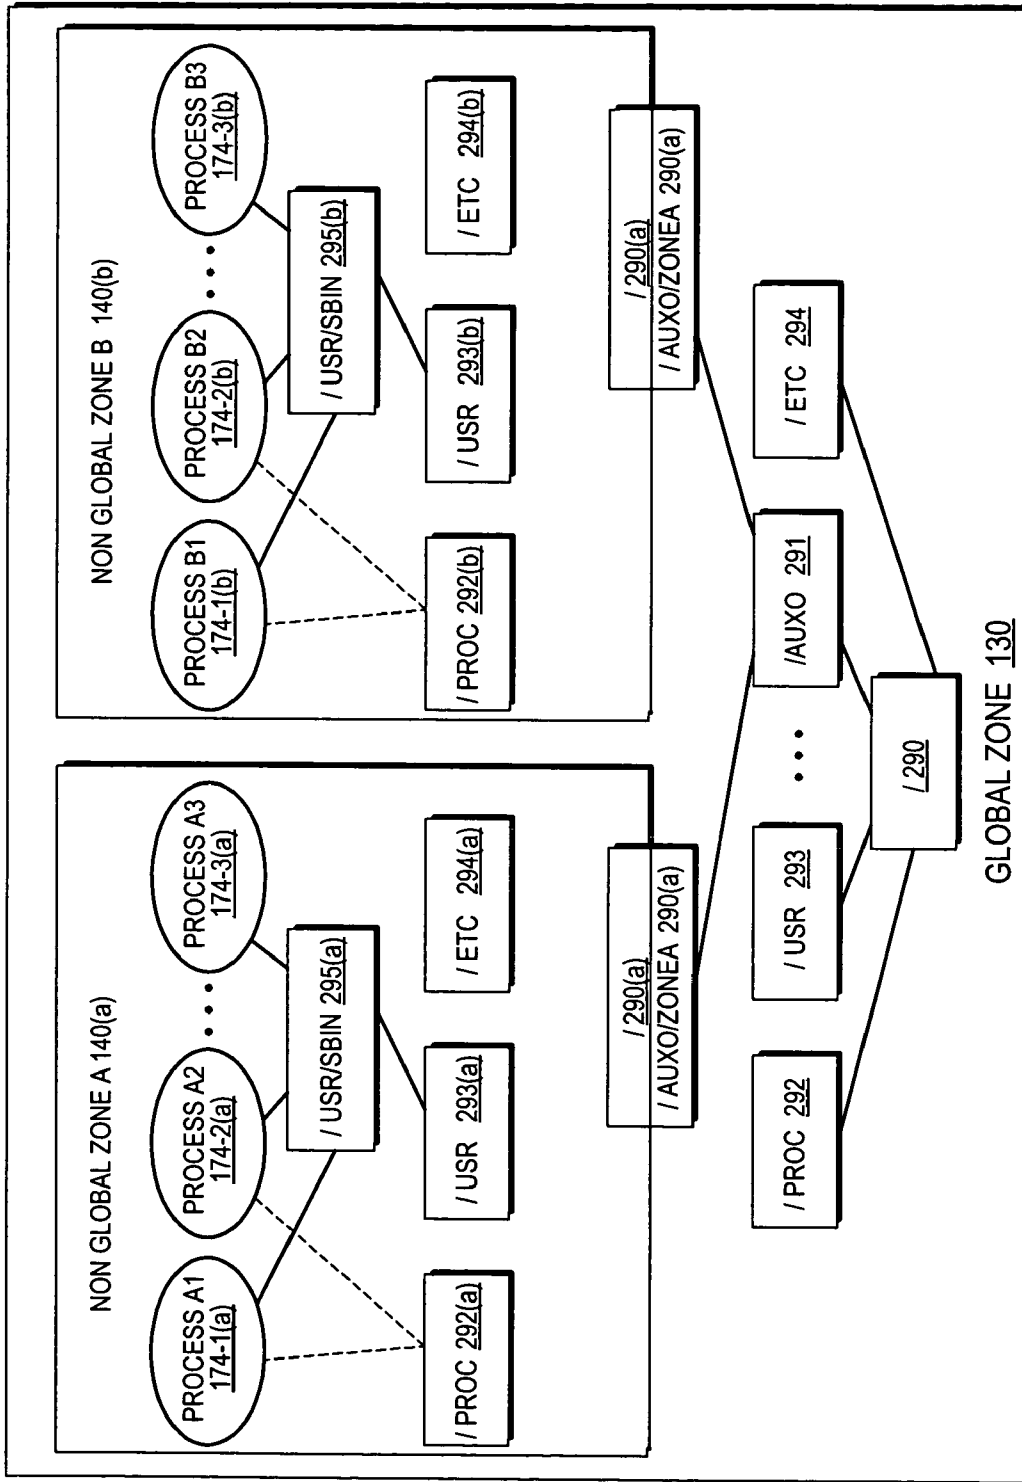 NON GLOBAL ZONE A 140(a)
PROCESS A1
174-1(a)
PROCESS A2
174-2(a)
PROCESS A3
174-3(a)
/ USR/SBIN 295(a)
/PROC 292(a)
/ USR 293(a)
/ ETC 294(a)
/ 290(a)
/ AUXO/ZONEA 290(a)
NON GLOBAL ZONE B 140(b)
PROCESS B1
174-1(b)
PROCESS B2
174-2(b)
PROCESS B3
174-3(b)
/ USR/SBIN 295(b)
/ PROC 292(b)
/ USR 293(b)
/ ETC 294(b)
/ 290(a)
/ AUXO/ZONEA 290(a)
/ PROC 292
/ USR 293
/AUXO 291
/ ETC 294
/ 290
GLOBAL ZONE 130